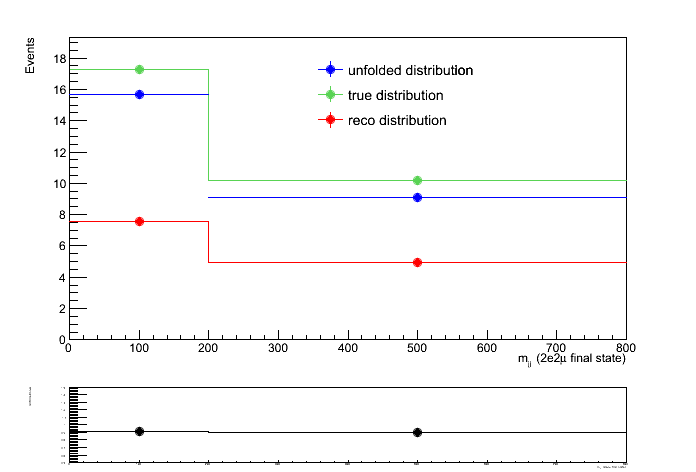 Events
18
16
14
12
10
8
6
4
2
0
unfolded distribution
true distribution
reco distribution
0 100 200 300 400 500 600 700 800
m_jj (2e2μ final state)